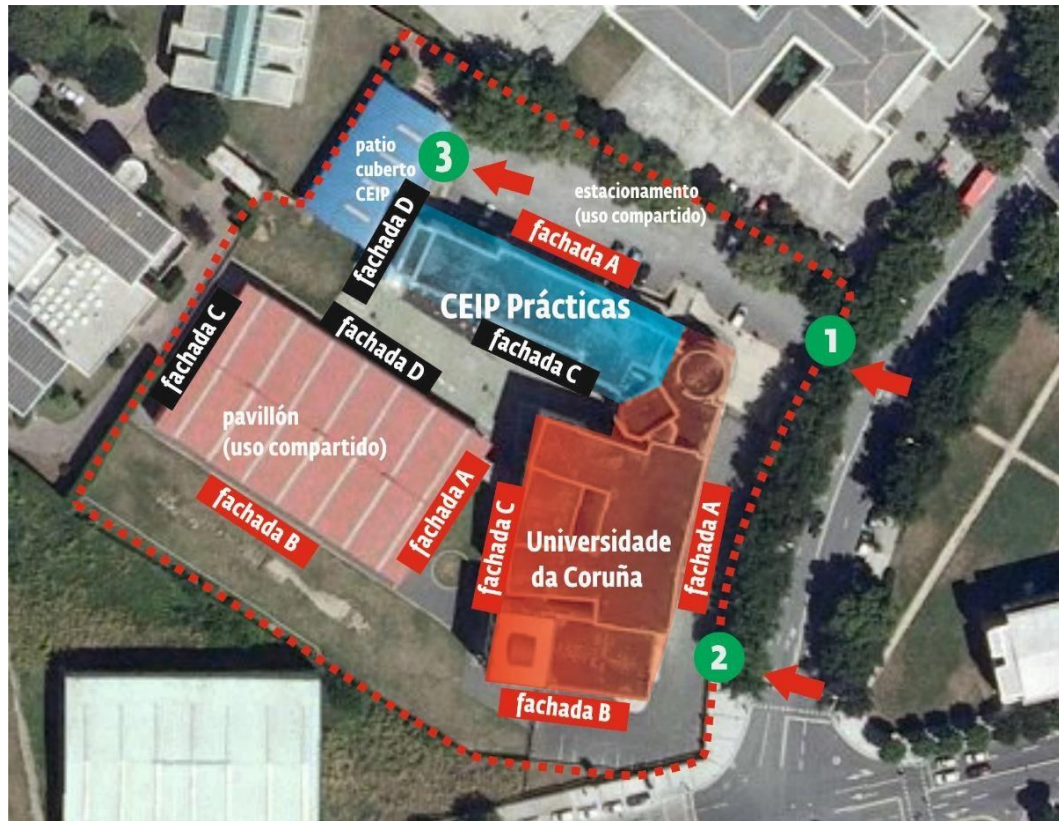 patio
cuberto
CEIP
3
estacionamento
(uso compartido)
fachada D
fachada A
CEIP Prácticas
1
fachada C
fachada D
fachada C
pavillón
(uso compartido)
fachada A
fachada B
fachada C
Universidade
da Coruña
fachada A
2
fachada B